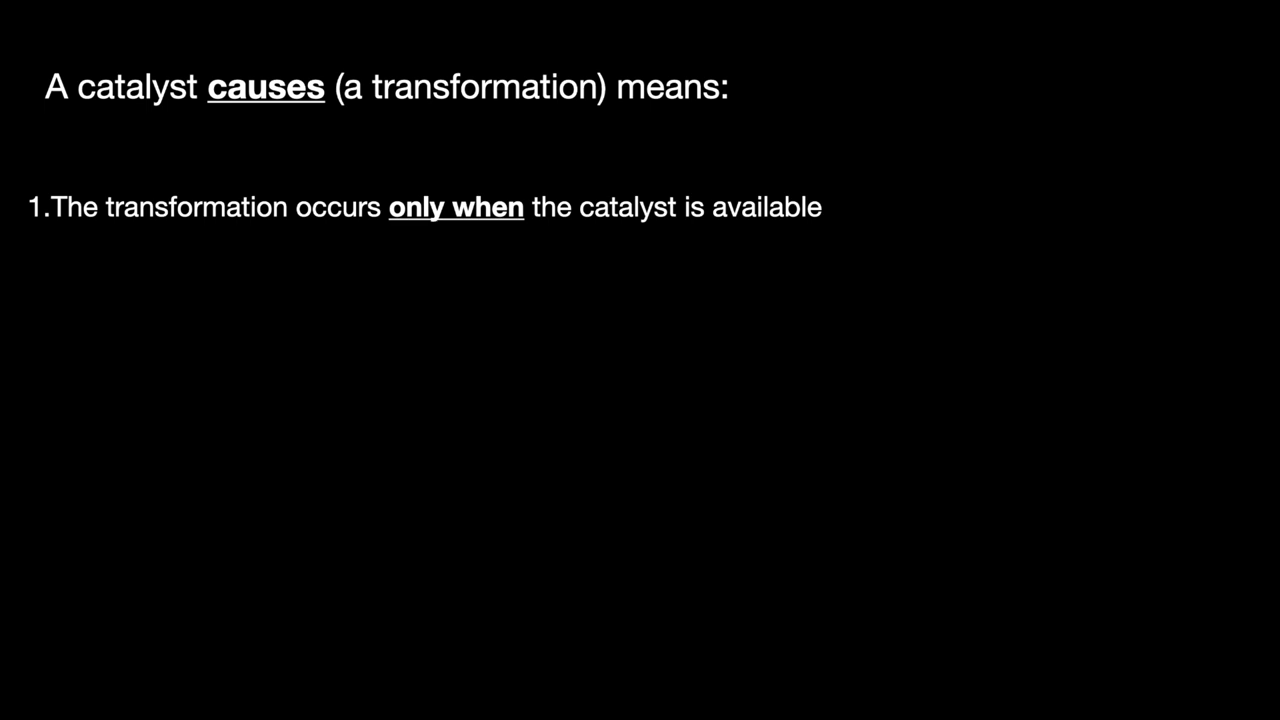 A catalyst causes (a transformation) means:
1.The transformation occurs only when the catalyst is available